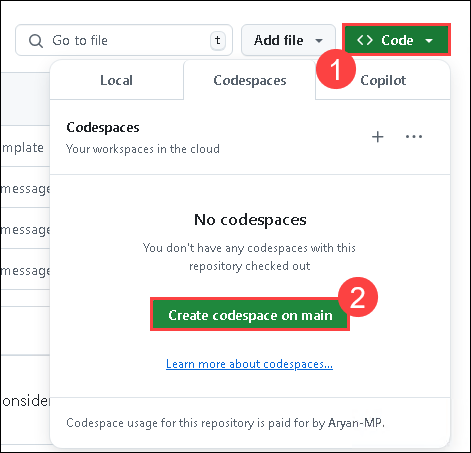 Go to file
t
Add file
<> Code
1
Local
Codespaces
Copilot
Codespaces
Your workspaces in the cloud
mplate
message
message
message
No codespaces
You don't have any codespaces with this
repository checked out
2
Create codespace on main
Learn more about codespaces...
onsider
Codespace usage for this repository is paid for by Aryan-MP.